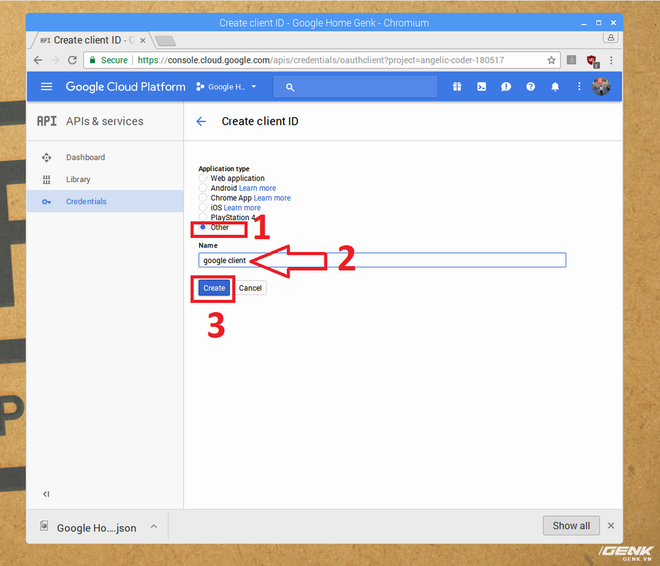 Create client ID - Google Home Genk - Chromium
API Create client ID - G
Secure https://console.cloud.google.com/apis/credentials/oauthclient?project=angelic-coder-180517
Google Cloud Platform
Google H..
API APIs & services
Create client ID
Dashboard
Library
Credentials
Application type
Web application
Android Learn more
Chrome App Learn more
iOS Learn more
PlayStation 4
Other
1
Name
google client
2
Create
Cancel
3
P
Google Ho....json
Show all
GENK
GENK.VN